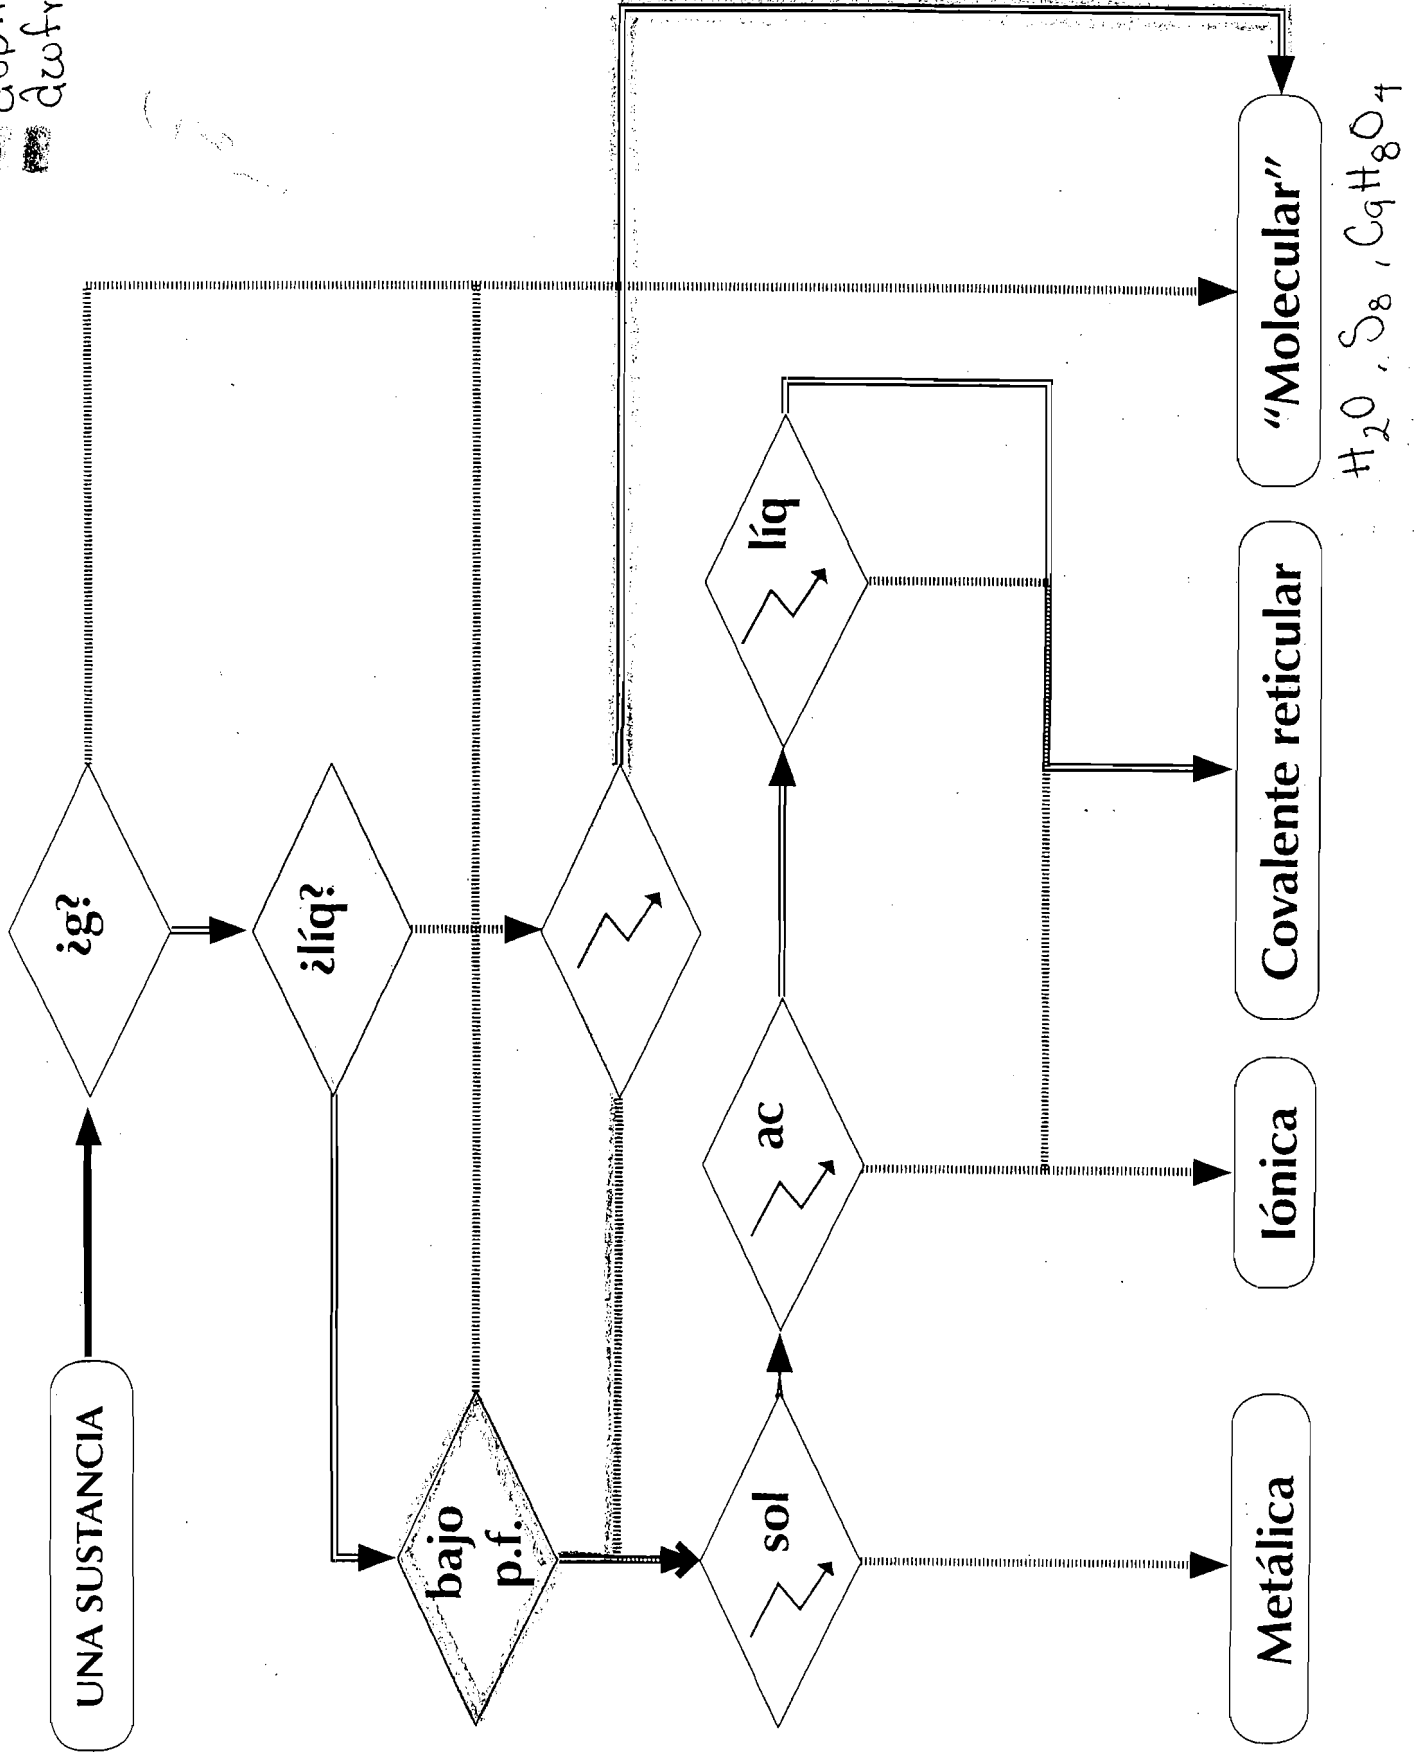 UNA SUSTANCIA
¿g?
¿líq?
bajo
p.f.
sol
ac
líq
Metálica
Iónica
Covalente reticular
“Molecular”
H₂O, S₈, C₉H₈O₄